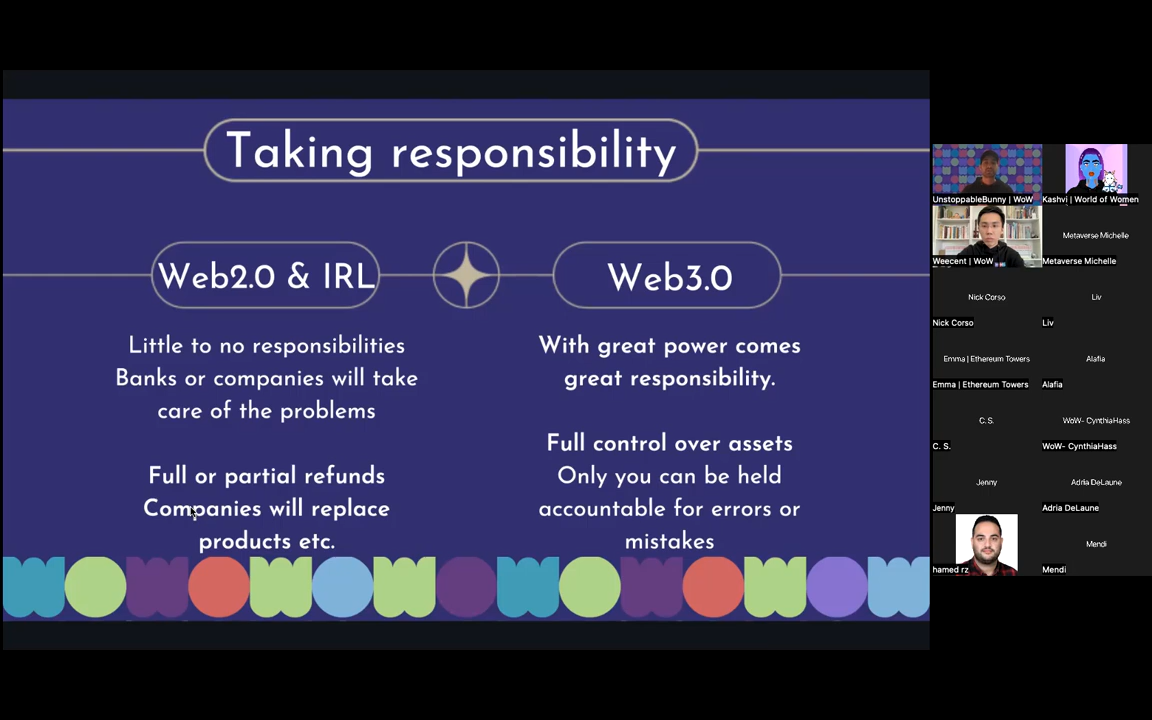 Taking responsibility
Web2.0 & IRL
Web3.0
Little to no responsibilities
Banks or companies will take
care of the problems
Full or partial refunds
Companies will replace
products etc.
With great power comes
great responsibility.
Full control over assets
Only you can be held
accountable for errors or
mistakes
UnstoppableBunny | WoW
Kashvi | World of Women
Weecent | WoW
Metaverse Michelle
Metaverse Michelle
Nick Corso
Nick Corso
Liv
Liv
Emma | Ethereum Towers
Emma | Ethereum Towers
Alafia
Alafia
C. S.
C. S.
WoW- CynthiaHass
WoW- CynthiaHass
Jenny
Jenny
Adria DeLaune
Adria DeLaune
hamed rz
Mendi
Mendi